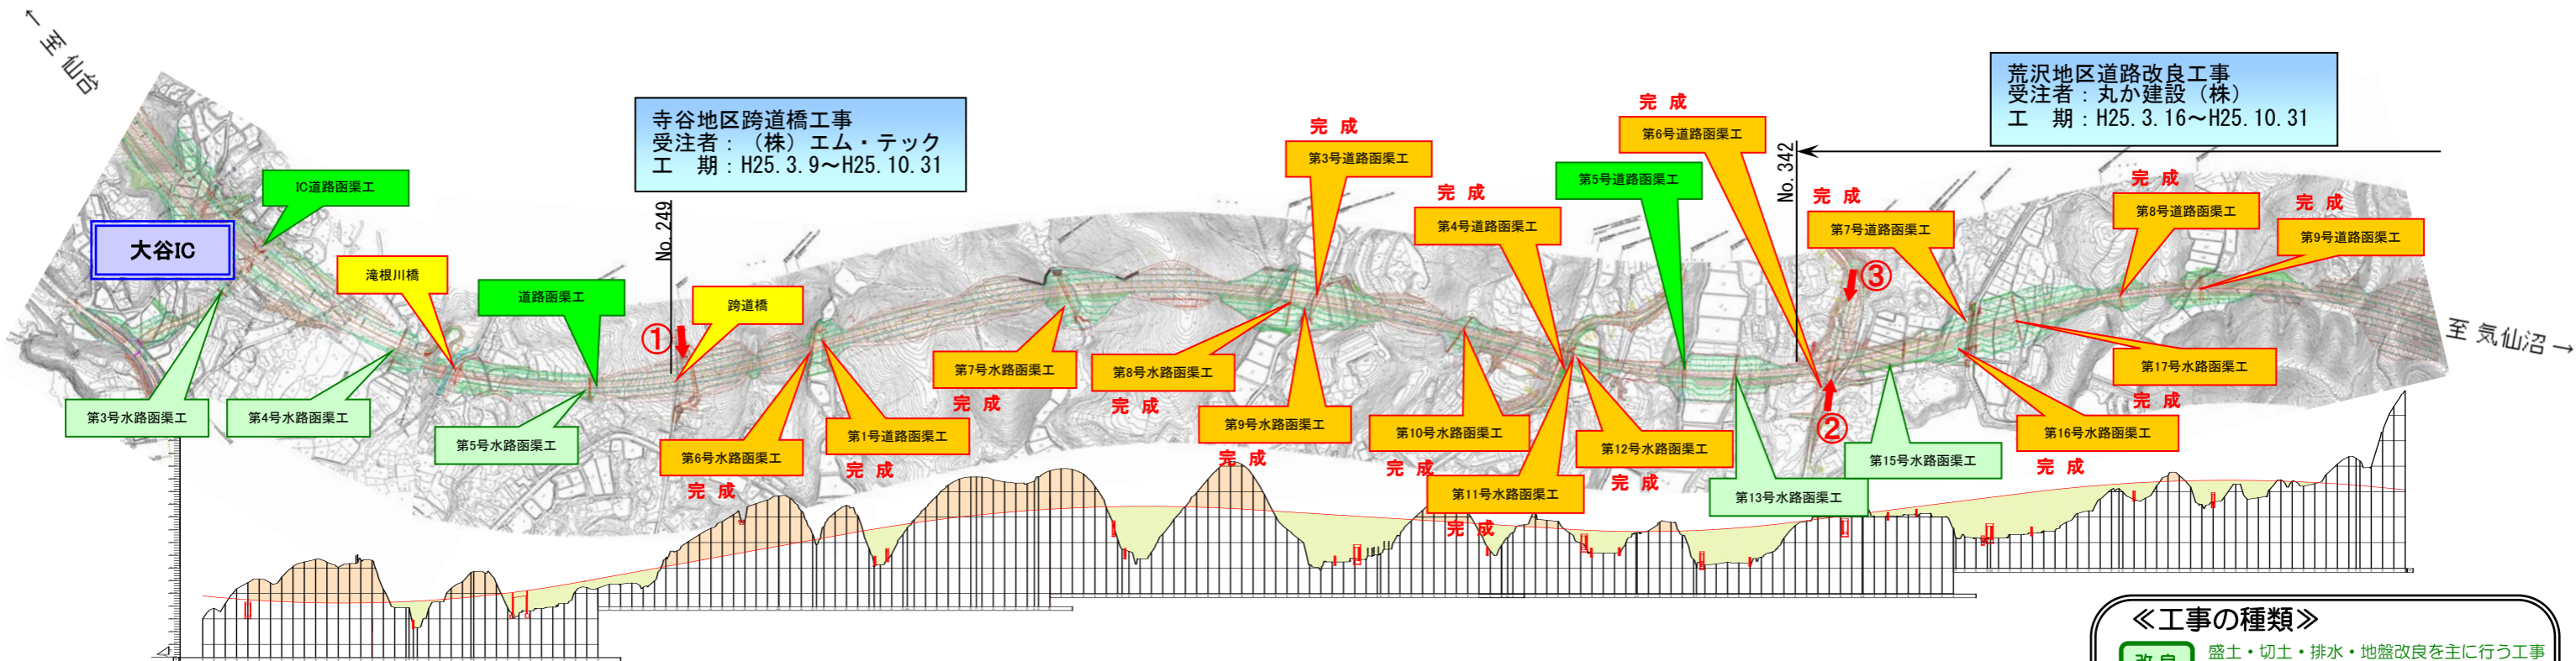 ← 至 仙台
寺谷地区跨道橋工事
受注者：（株）エム・テック
工　期：H25.3.9～H25.10.31
荒沢地区道路改良工事
受注者：丸か建設（株）
工　期：H25.3.16～H25.10.31
大谷IC
IC道路函渠工
滝根川橋
道路函渠工
No.249
①
跨道橋
第3号水路函渠工
第4号水路函渠工
第5号水路函渠工
第6号水路函渠工
完 成
第1号道路函渠工
完 成
第7号水路函渠工
完 成
第8号水路函渠工
完 成
完 成
第3号道路函渠工
第9号水路函渠工
完 成
完 成
第4号道路函渠工
第10号水路函渠工
完 成
第11号水路函渠工
完 成
第12号水路函渠工
完 成
第5号道路函渠工
完 成
第6号道路函渠工
第13号水路函渠工
No.342
③
②
完 成
第7号道路函渠工
第15号水路函渠工
第16号水路函渠工
完 成
完 成
第8号道路函渠工
第17号水路函渠工
完 成
完 成
第9号道路函渠工
至 気仙沼 →
≪工事の種類≫
改良
盛土・切土・排水・地盤改良を主に行う工事